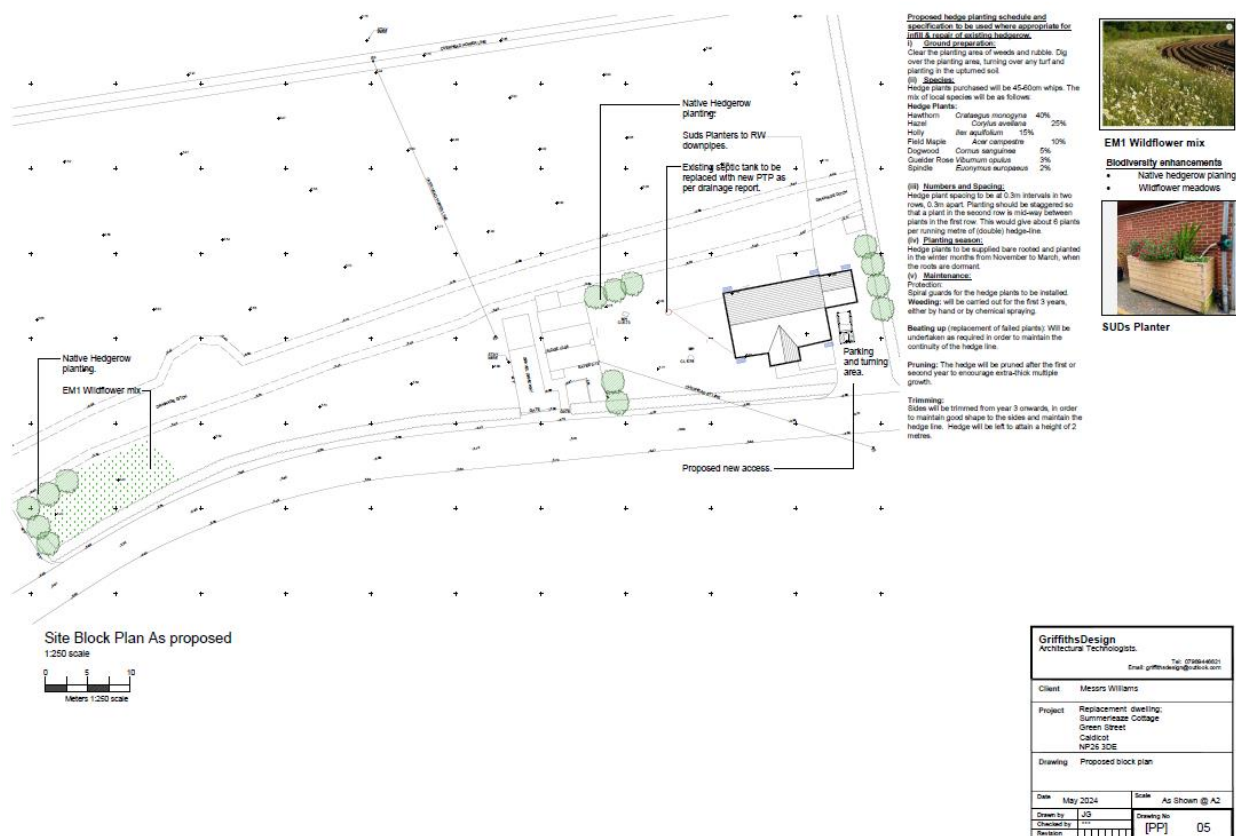 Proposed hedge planting schedule and
specification to be used where appropriate for
infill & repair of existing hedgerow.
i) Ground preparation:
Clear the planting area of weeds and rubble. Dig
over the planting area, turning over any turf and
planting in the upturned soil.
(ii) Species:
Hedge plants purchased will be 45-60cm whips. The
mix of local species will be as follows:
Hedge Plants:
Hawthorn Crataegus monogyna 40%
Hazel Corylus avellana 25%
Holly Ilex aquifolium 15%
Field Maple Acer campestre 10%
Dogwood Cornus sanguinea 5%
Guelder Rose Viburnum opulus 3%
Spindle Euonymus europaeus 2%
(iii) Numbers and Spacing:
Hedge plant spacing to be at 0.3m intervals in two
rows, 0.3m apart. Planting should be staggered so
that a plant in the second row is mid-way between
plants in the first row. This would give about 6 plants
per running metre of (double) hedge-line.
(iv) Planting season:
Hedge plants to be supplied bare rooted and planted
in the winter months from November to March, when
the roots are dormant.
(v) Maintenance:
Protection:
Spiral guards for the hedge plants to be installed.
Weeding: will be carried out for the first 3 years,
either by hand or by chemical spraying.
Beating up (replacement of failed plants): Will be
undertaken as required in order to maintain the
continuity of the hedge line.
Pruning: The hedge will be pruned after the first or
second year to encourage extra-thick multiple
growth.
Trimming:
Sides will be trimmed from year 3 onwards, in order
to maintain good shape to the sides and maintain the
hedge line. Hedge will be left to attain a height of 2
metres.
EM1 Wildflower mix
Biodiversity enhancements
• Native hedgerow planing
• Wildflower meadows
SUDs Planter
Native Hedgerow
planting.
Suds Planters to RW
downpipes.
Existing septic tank to be
replaced with new PTP as
per drainage report.
Native Hedgerow
planting.
EM1 Wildflower mix
Parking
and turning
area.
Proposed new access.
Site Block Plan As proposed
1:250 scale
0 5 10
Meters 1:250 scale
GriffithsDesign
Architectural Technologists.
Tel: 07969446621
Email: griffithsdesign@outlook.com
Client Messrs Williams
Project Replacement dwelling;
Summerleaze Cottage
Green Street
Caldicot
NP26 3DE
Drawing Proposed block plan
Date May 2024
Scale As Shown @ A2
Drawn by JG
Checked by ***
Revision
Drawing No
[PP] 05